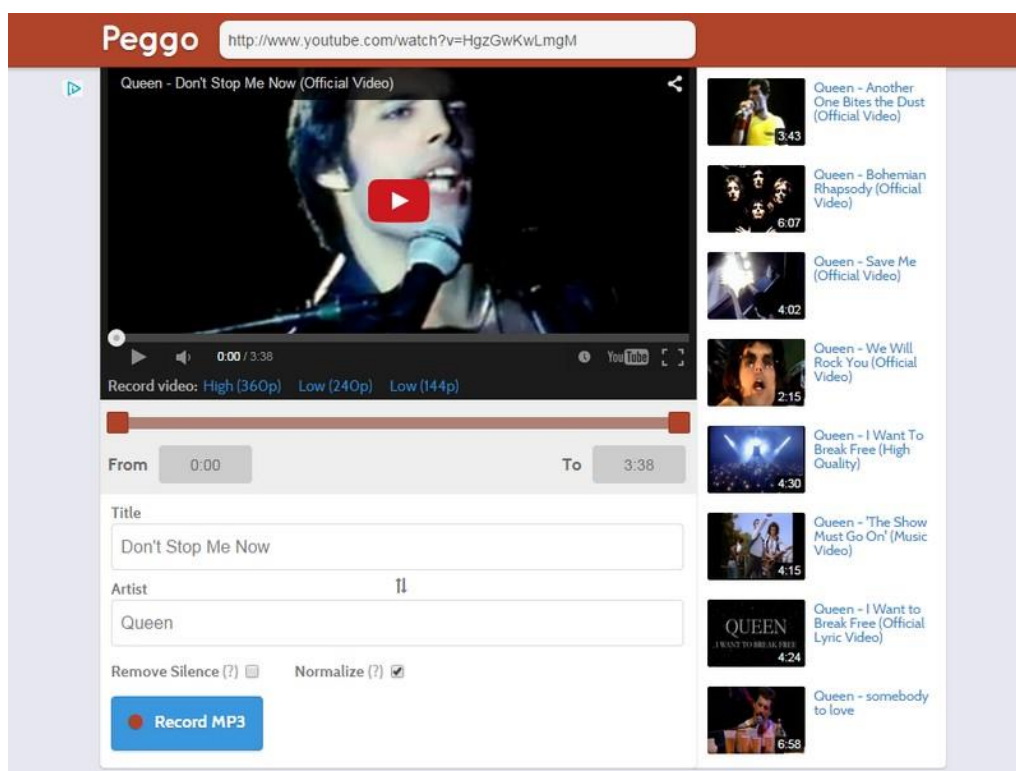 Peggo
http://www.youtube.com/watch?v=HgzGwKwLmgM
Queen - Don't Stop Me Now (Official Video)
0:00 / 3:38
YouTube
Record video: High (360p) Low (240p) Low (144p)
From 0:00 To 3:38
Title
Don't Stop Me Now
Artist
Queen
Remove Silence (?) Normalize (?)
Record MP3
3:43
Queen - Another
One Bites the Dust
(Official Video)
6:07
Queen - Bohemian
Rhapsody (Official
Video)
4:02
Queen - Save Me
(Official Video)
2:15
Queen - We Will
Rock You (Official
Video)
4:30
Queen - I Want To
Break Free (High
Quality)
4:15
Queen - 'The Show
Must Go On' (Music
Video)
QUEEN
I WANT TO BREAK FREE
4:24
Queen - I Want to
Break Free (Official
Lyric Video)
6:58
Queen - somebody
to love